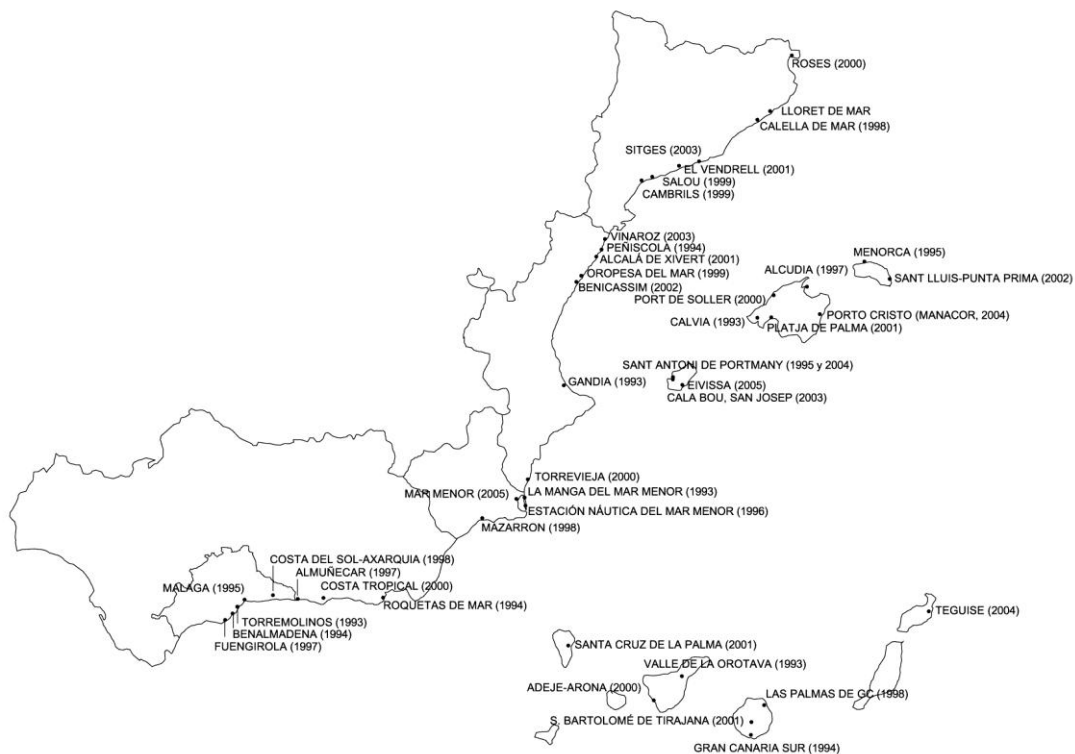 ROSES (2000)
LLORET DE MAR
CALELLA DE MAR (1998)
SITGES (2003)
EL VENDRELL (2001)
SALOU (1999)
CAMBRILS (1999)
VINAROZ (2003)
PEÑISCOLA (1994)
ALCALÁ DE XIVERT (2001)
OROPESA DEL MAR (1999)
BENICASSIM (2002)
MENORCA (1995)
ALCUDIA (1997)
SANT LLUIS-PUNTA PRIMA (2002)
PORT DE SOLLER (2000)
CALVIA (1993)
PORTO CRISTO (MANACOR, 2004)
PLATJA DE PALMA (2001)
SANT ANTONI DE PORTMANY (1995 y 2004)
GANDIA (1993)
EIVISSA (2005)
CALA BOU, SAN JOSEP (2003)
TORREVIEJA (2000)
MAR MENOR (2005)
LA MANGA DEL MAR MENOR (1993)
ESTACIÓN NÁUTICA DEL MAR MENOR (1996)
MAZARRON (1998)
COSTA DEL SOL-AXARQUIA (1998)
ALMUÑECAR (1997)
MALAGA (1995)
COSTA TROPICAL (2000)
ROQUETAS DE MAR (1994)
TORREMOLINOS (1993)
BENALMADENA (1994)
FUENGIROLA (1997)
TEGUISE (2004)
SANTA CRUZ DE LA PALMA (2001)
VALLE DE LA OROTAVA (1993)
ADEJE-ARONA (2000)
LAS PALMAS DE GC (1998)
S. BARTOLOMÉ DE TIRAJANA (2001)
GRAN CANARIA SUR (1994)